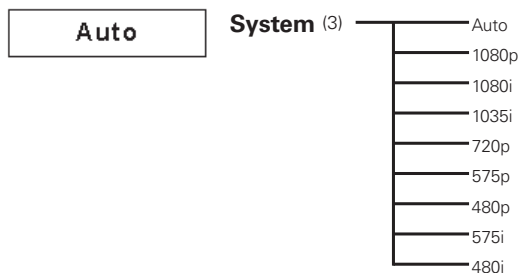 Auto
System (3)
Auto
1080p
1080i
1035i
720p
575p
480p
575i
480i